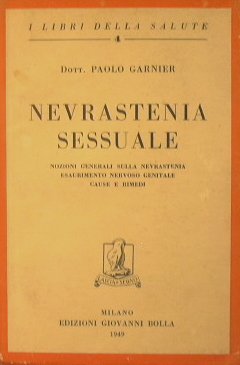 I LIBRI DELLA SALUTE
4
Dott. PAOLO GARNIER
NEVRASTENIA
SESSUALE
NOZIONI GENERALI SULLA NEVRASTENIA
ESAURIMENTO NERVOSO GENITALE
CAUSE E RIMEDI
MILANO
EDIZIONI GIOVANNI BOLLA
1949